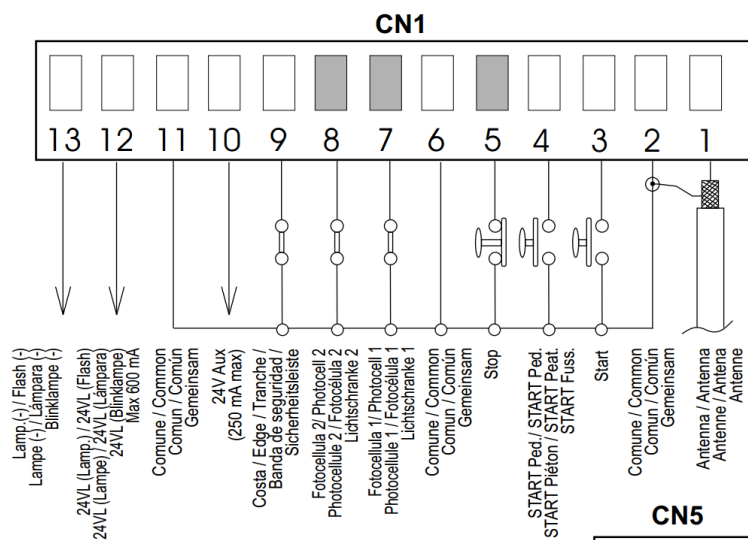 CN1
13 12 11 10 9 8 7 6 5 4 3 2 1
Lamp.(-) / Flash (-)
Lampe (-) / Lámpara (-)
Blinklampe (-)
24VL (Lamp.) / 24VL (Flash)
24VL (Lampe) / 24VL (Lámpara)
24VL (Blinklampe)
Max 600 mA
Comune / Common
Comun / Común
Gemeinsam
24V Aux
(250 mA max)
Costa / Edge / Tranche /
Banda de seguridad /
Sicherheitsleiste
Fotocellula 2/ Photocell 2
Photocellule 2 / Fotocélula 2
Lichtschranke 2
Fotocellula 1/ Photocell 1
Photocellule 1 / Fotocélula 1
Lichtschranke 1
Comune / Common
Comun / Común
Gemeinsam
Stop
START Ped./ START Ped.
START Piéton / START Peat.
START Fuss.
Start
Comune / Common
Comun / Común
Gemeinsam
Antenna / Antenna
Antenne / Antena
Antenne
CN5